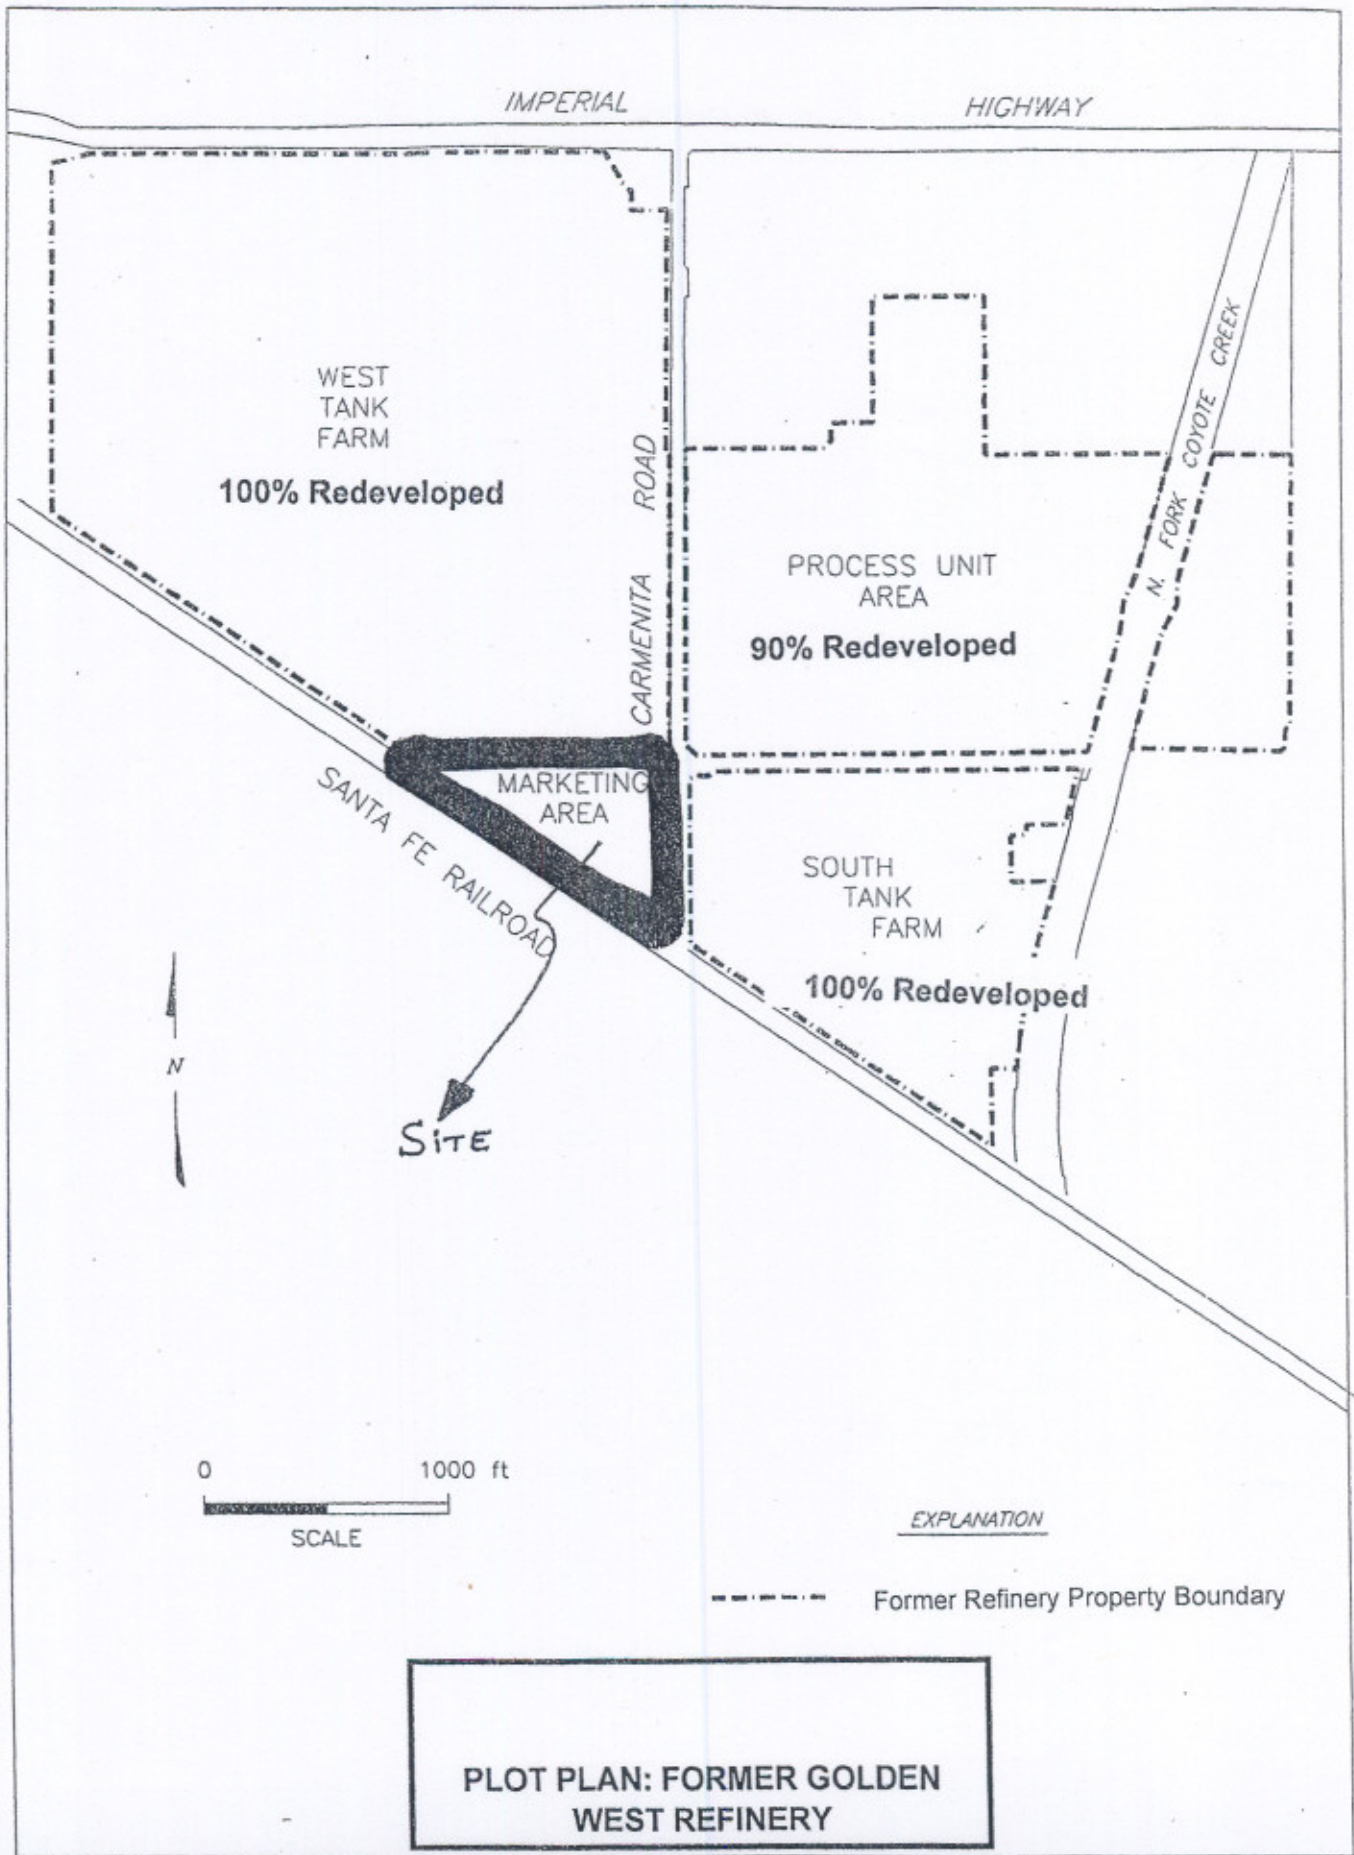 IMPERIAL HIGHWAY
WEST
TANK
FARM
100% Redeveloped
CARMENITA ROAD
N. FORK COYOTE CREEK
PROCESS UNIT
AREA
90% Redeveloped
MARKETING
AREA
SANTA FE RAILROAD
SOUTH
TANK
FARM
100% Redeveloped
N
SITE
0 1000 ft
SCALE
EXPLANATION
Former Refinery Property Boundary
PLOT PLAN: FORMER GOLDEN
WEST REFINERY